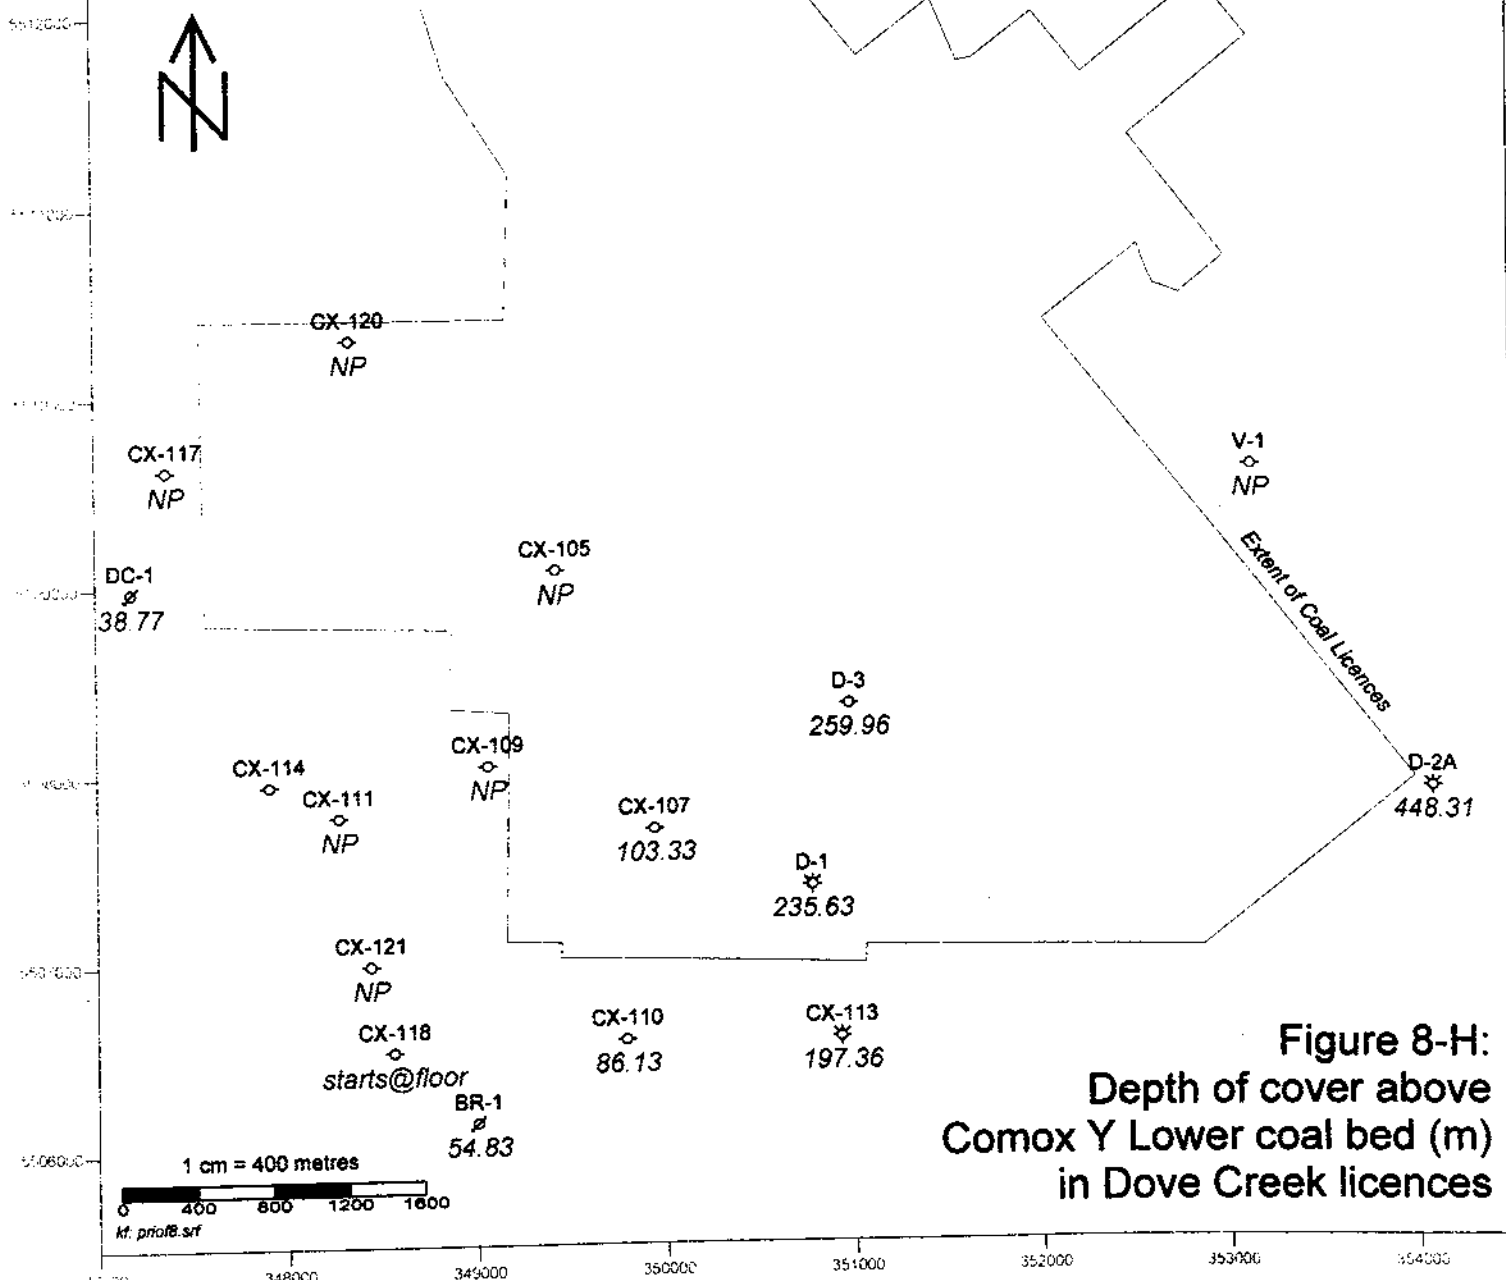 5512000
N
CX-120
NP
CX-117
NP
V-1
NP
CX-105
NP
DC-1
38.77
Extent of Coal Licences
D-3
259.96
CX-109
NP
CX-114
CX-111
NP
D-2A
448.31
CX-107
103.33
D-1
235.63
CX-121
NP
CX-110
86.13
CX-113
197.36
CX-118
starts@floor
BR-1
54.83
Figure 8-H:
Depth of cover above
Comox Y Lower coal bed (m)
in Dove Creek licences
5506000
1 cm = 400 metres
0 400 800 1200 1600
kf: priof8.srf
348000 349000 350000 351000 352000 353000 354000